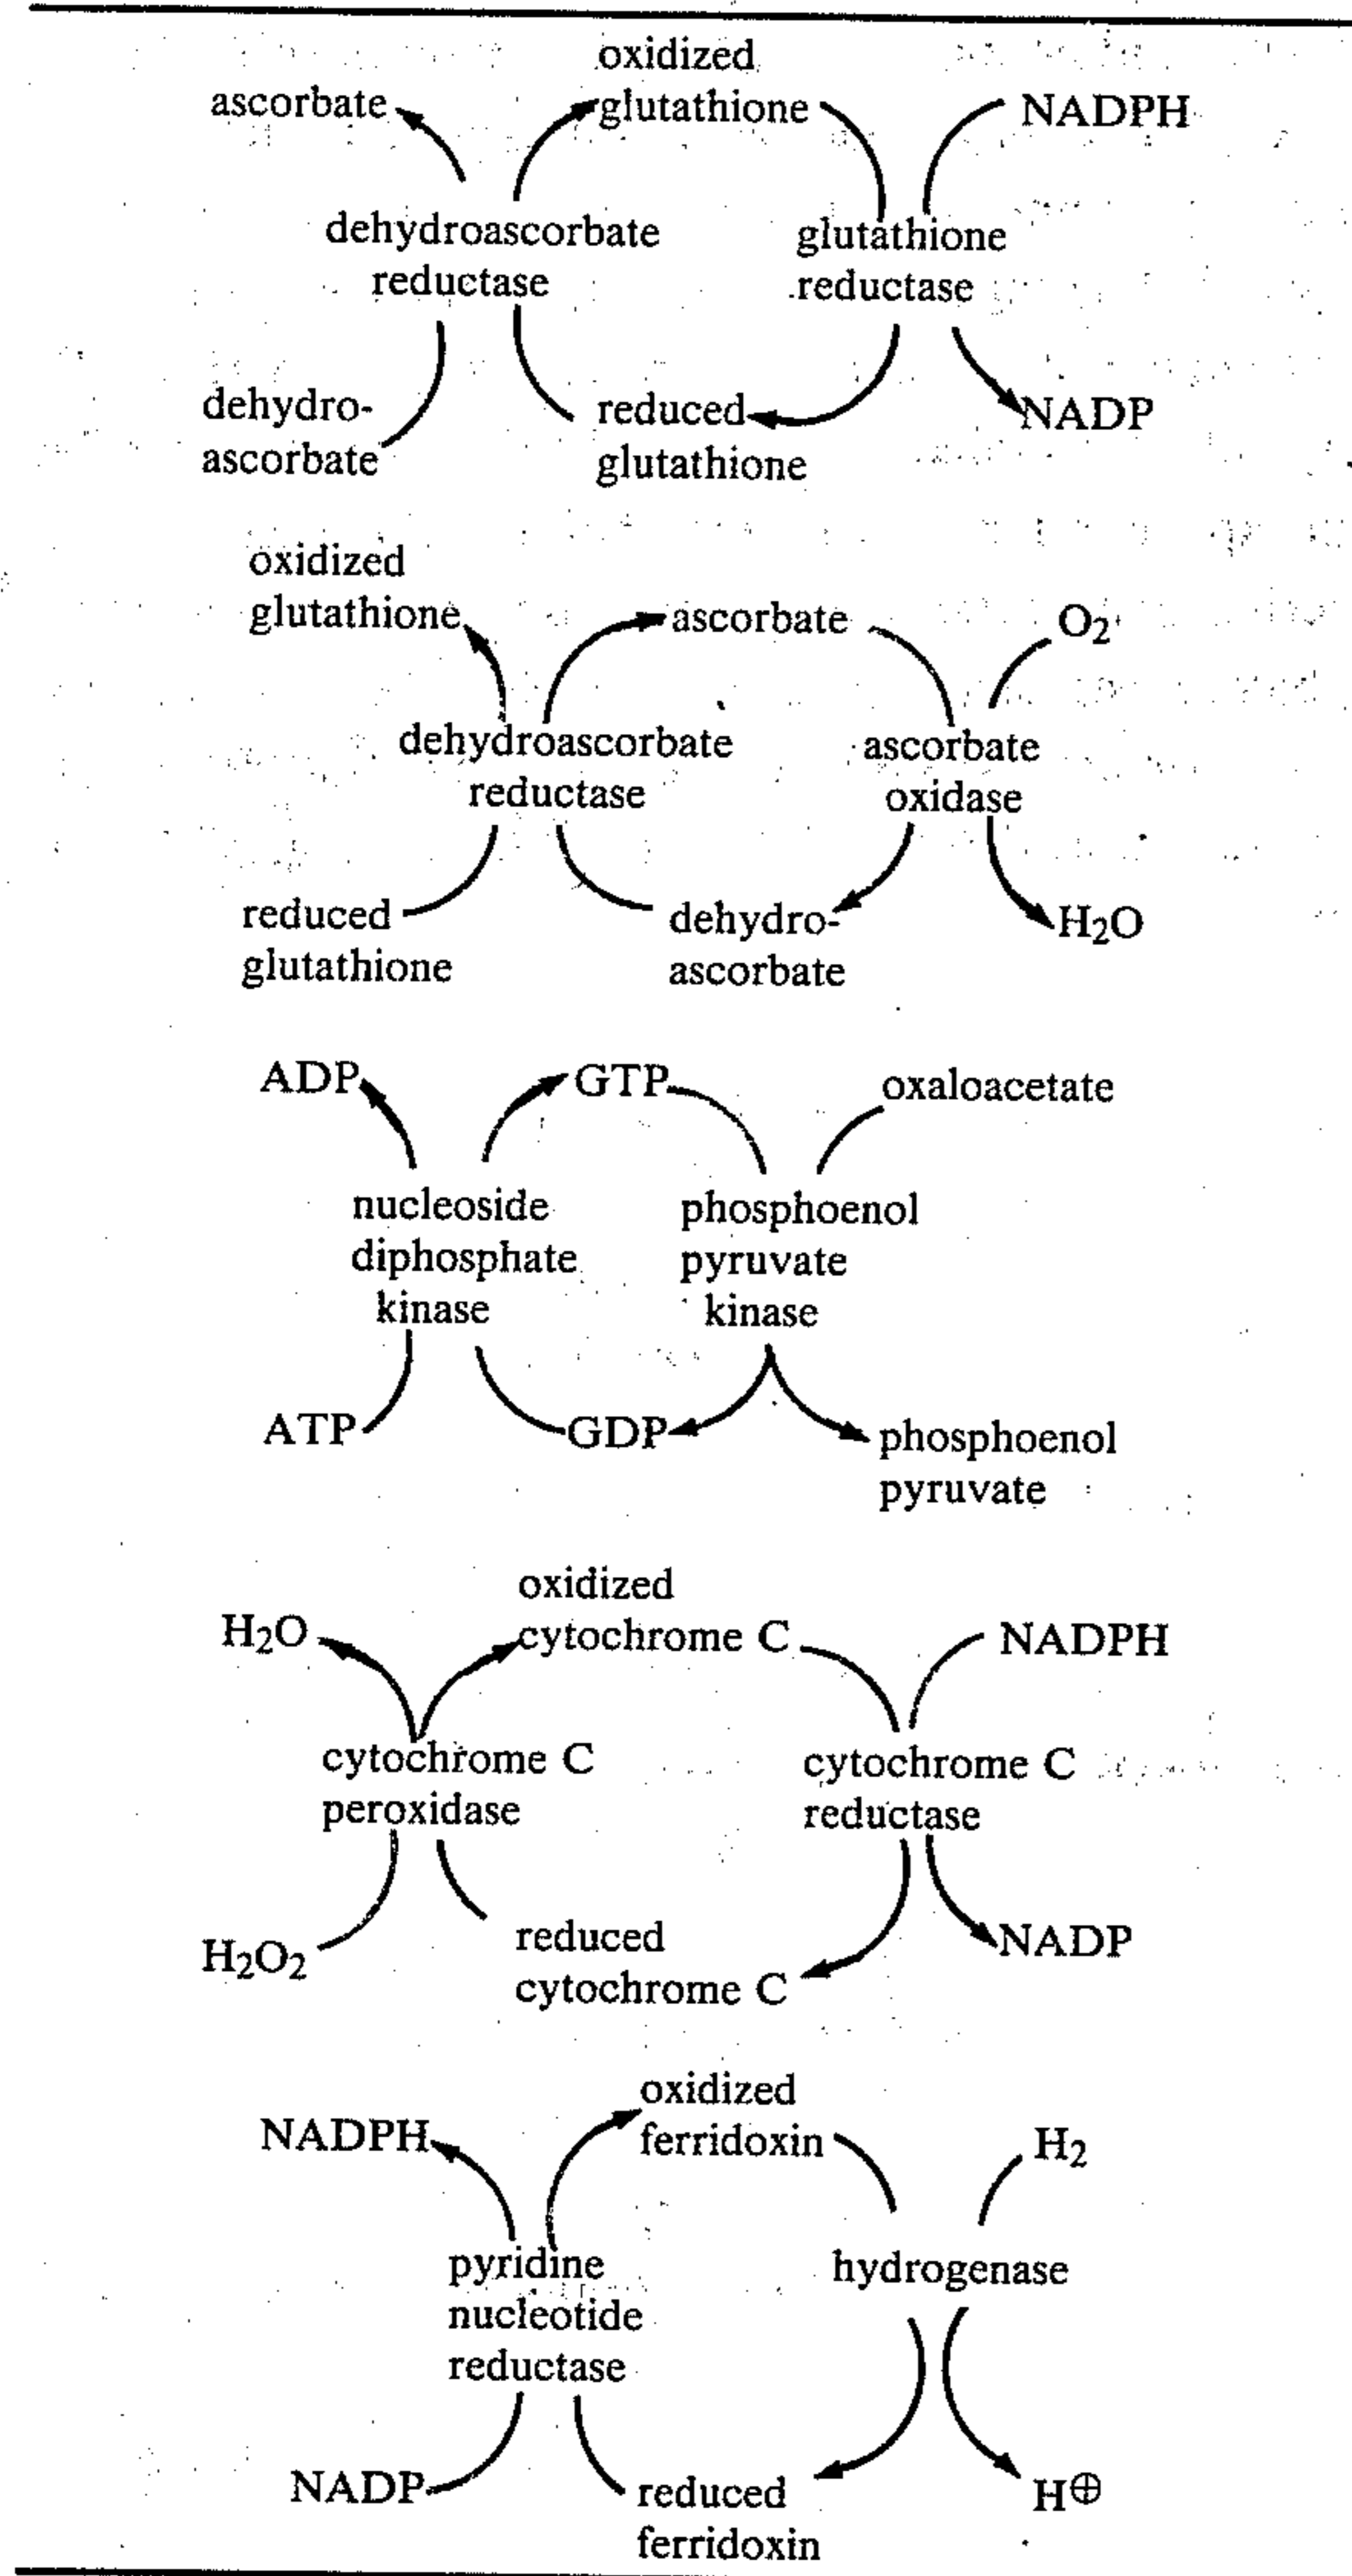 oxidized
ascorbate glutathione NADPH
dehydroascorbate glutathione
reductase reductase
dehydro- reduced NADP
ascorbate glutathione
oxidized
glutathione ascorbate O2
dehydroascorbate ascorbate
reductase oxidase
reduced dehydro- H2O
glutathione ascorbate
ADP GTP oxaloacetate
nucleoside phosphoenol
diphosphate pyruvate
kinase kinase
ATP GDP phosphoenol
pyruvate
oxidized
H2O cytochrome C NADPH
cytochrome C cytochrome C
peroxidase reductase
H2O2 reduced NADP
cytochrome C
oxidized
NADPH ferridoxin H2
pyridine hydrogenase
nucleotide
reductase
NADP reduced H⊕
ferridoxin